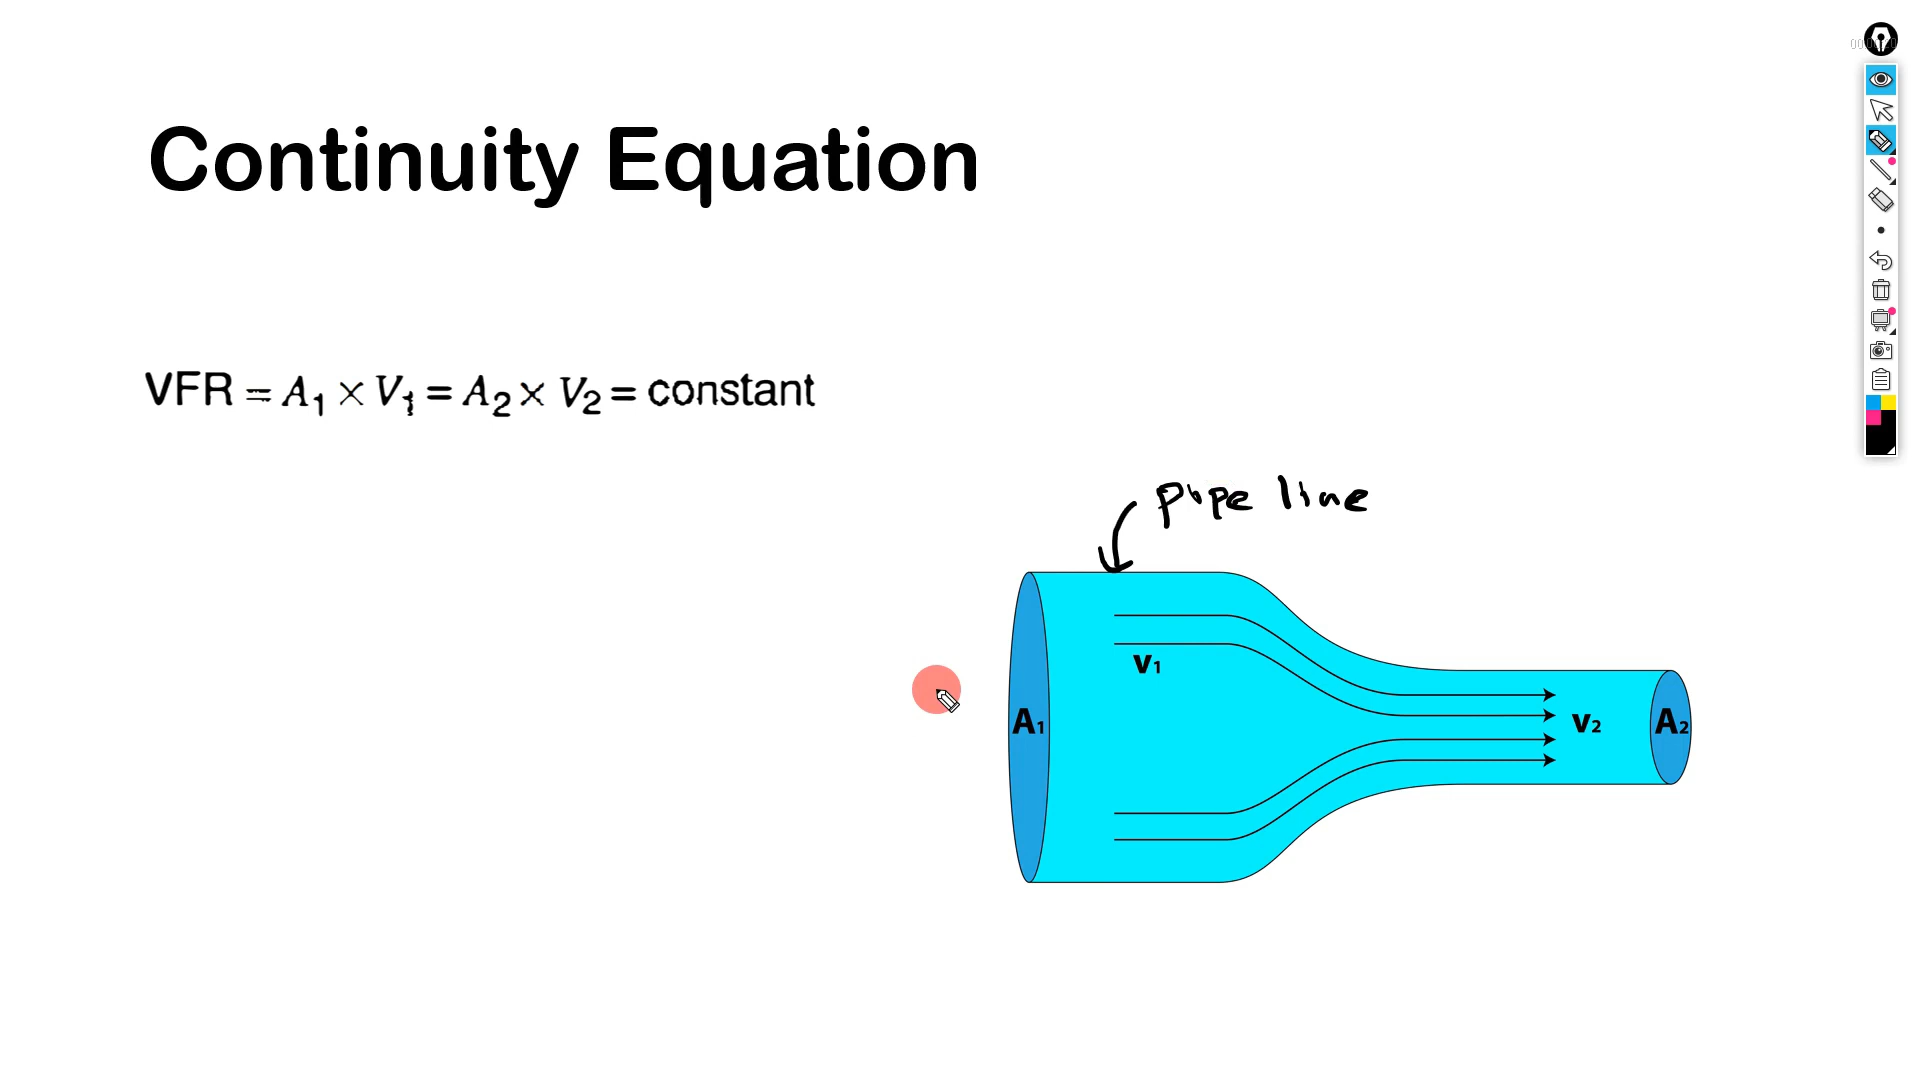 Continuity Equation
VFR = A₁ × V₁ = A₂ × V₂ = constant
pipe line
v₁
A₁
v₂
A₂